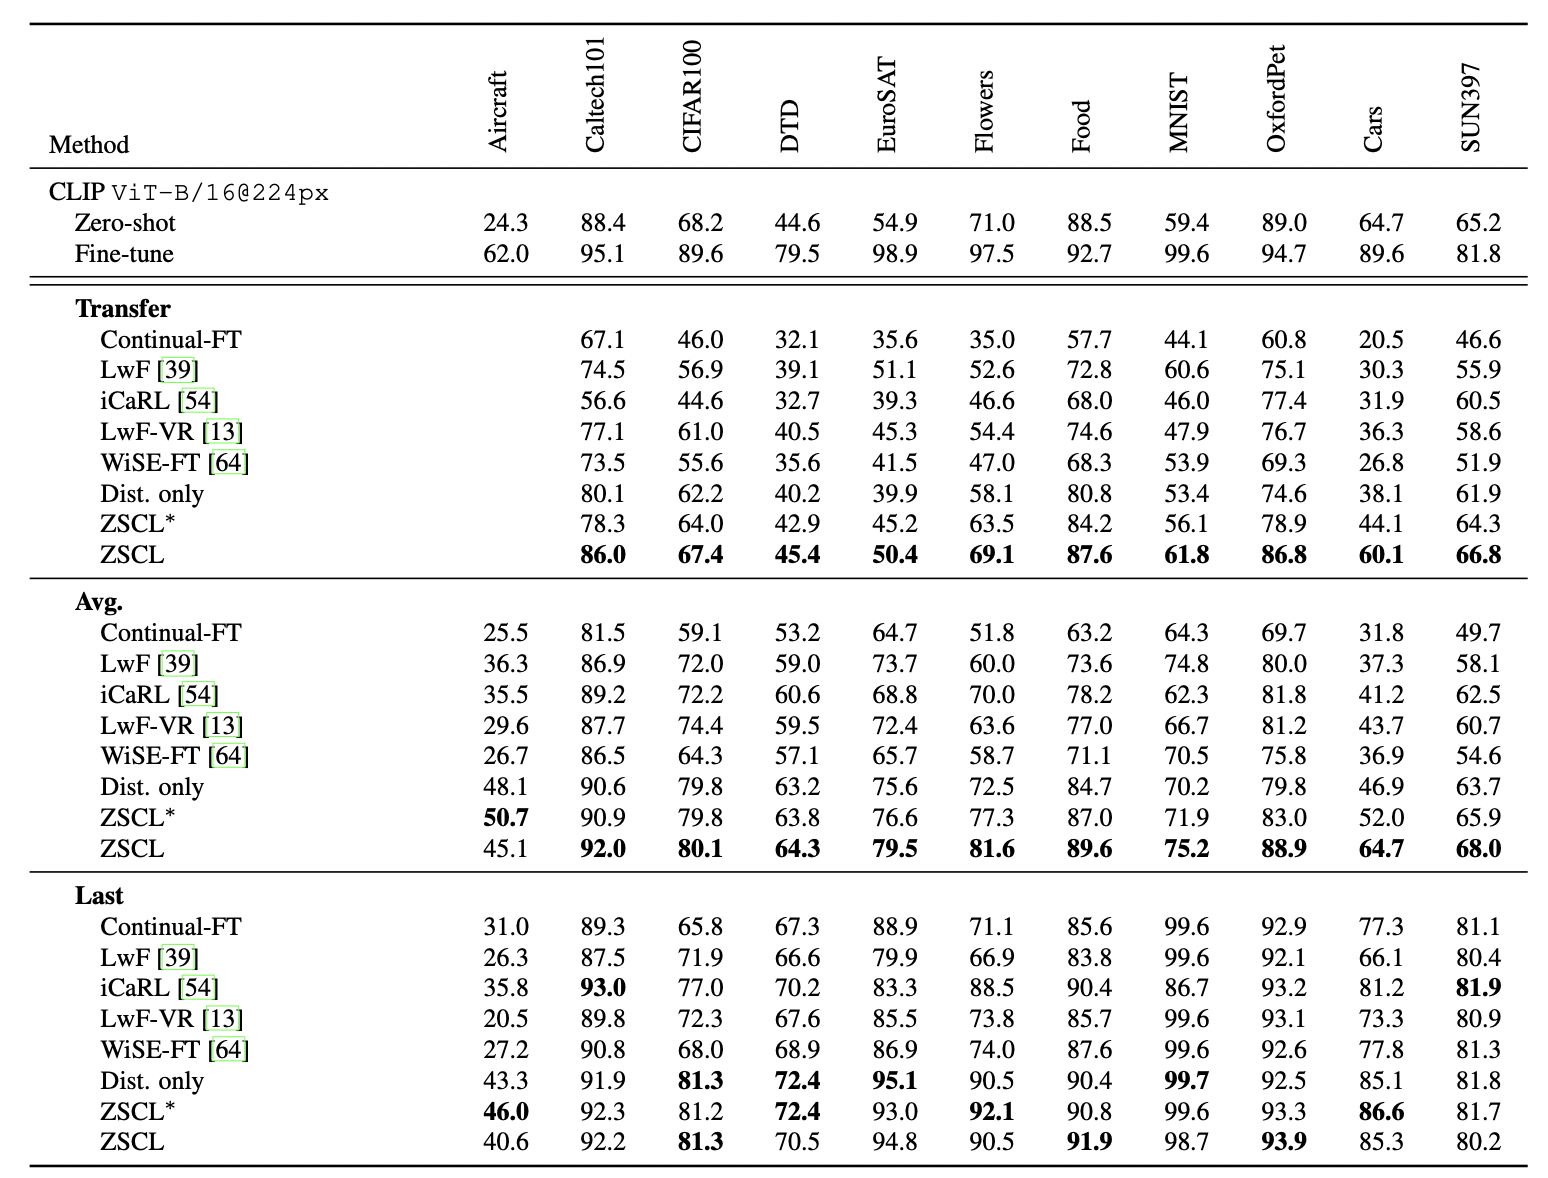 Method Aircraft Caltech101 CIFAR100 DTD EuroSAT Flowers Food MNIST OxfordPet Cars SUN397
CLIP ViT-B/16@224px
Zero-shot 24.3 88.4 68.2 44.6 54.9 71.0 88.5 59.4 89.0 64.7 65.2
Fine-tune 62.0 95.1 89.6 79.5 98.9 97.5 92.7 99.6 94.7 89.6 81.8
Transfer
Continual-FT 67.1 46.0 32.1 35.6 35.0 57.7 44.1 60.8 20.5 46.6
LwF [39] 74.5 56.9 39.1 51.1 52.6 72.8 60.6 75.1 30.3 55.9
iCaRL [54] 56.6 44.6 32.7 39.3 46.6 68.0 46.0 77.4 31.9 60.5
LwF-VR [13] 77.1 61.0 40.5 45.3 54.4 74.6 47.9 76.7 36.3 58.6
WiSE-FT [64] 73.5 55.6 35.6 41.5 47.0 68.3 53.9 69.3 26.8 51.9
Dist. only 80.1 62.2 40.2 39.9 58.1 80.8 53.4 74.6 38.1 61.9
ZSCL* 78.3 64.0 42.9 45.2 63.5 84.2 56.1 78.9 44.1 64.3
ZSCL 86.0 67.4 45.4 50.4 69.1 87.6 61.8 86.8 60.1 66.8
Avg.
Continual-FT 25.5 81.5 59.1 53.2 64.7 51.8 63.2 64.3 69.7 31.8 49.7
LwF [39] 36.3 86.9 72.0 59.0 73.7 60.0 73.6 74.8 80.0 37.3 58.1
iCaRL [54] 35.5 89.2 72.2 60.6 68.8 70.0 78.2 62.3 81.8 41.2 62.5
LwF-VR [13] 29.6 87.7 74.4 59.5 72.4 63.6 77.0 66.7 81.2 43.7 60.7
WiSE-FT [64] 26.7 86.5 64.3 57.1 65.7 58.7 71.1 70.5 75.8 36.9 54.6
Dist. only 48.1 90.6 79.8 63.2 75.6 72.5 84.7 70.2 79.8 46.9 63.7
ZSCL* 50.7 90.9 79.8 63.8 76.6 77.3 87.0 71.9 83.0 52.0 65.9
ZSCL 45.1 92.0 80.1 64.3 79.5 81.6 89.6 75.2 88.9 64.7 68.0
Last
Continual-FT 31.0 89.3 65.8 67.3 88.9 71.1 85.6 99.6 92.9 77.3 81.1
LwF [39] 26.3 87.5 71.9 66.6 79.9 66.9 83.8 99.6 92.1 66.1 80.4
iCaRL [54] 35.8 93.0 77.0 70.2 83.3 88.5 90.4 86.7 93.2 81.2 81.9
LwF-VR [13] 20.5 89.8 72.3 67.6 85.5 73.8 85.7 99.6 93.1 73.3 80.9
WiSE-FT [64] 27.2 90.8 68.0 68.9 86.9 74.0 87.6 99.6 92.6 77.8 81.3
Dist. only 43.3 91.9 81.3 72.4 95.1 90.5 90.4 99.7 92.5 85.1 81.8
ZSCL* 46.0 92.3 81.2 72.4 93.0 92.1 90.8 99.6 93.3 86.6 81.7
ZSCL 40.6 92.2 81.3 70.5 94.8 90.5 91.9 98.7 93.9 85.3 80.2